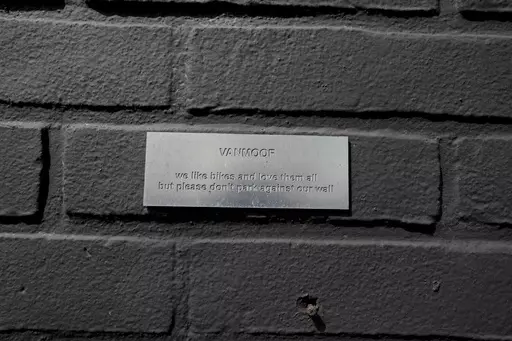 VANMOOF
we like bikes and love them all
but please don't park against our wall